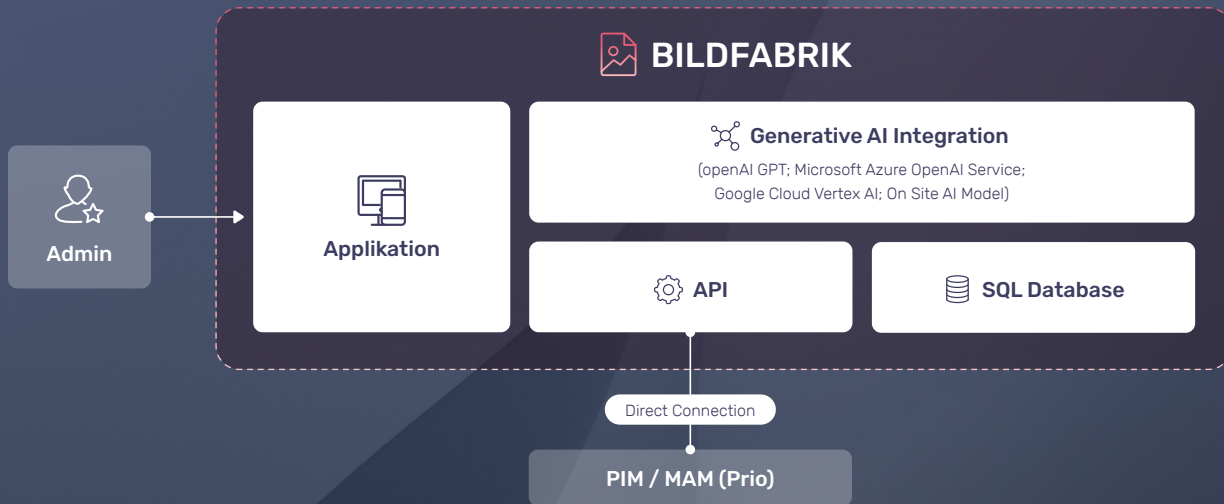 BILDFABRIK
Admin
Applikation
Generative AI Integration
(openAI GPT; Microsoft Azure OpenAI Service;
Google Cloud Vertex AI; On Site AI Model)
API
SQL Database
Direct Connection
PIM / MAM (Prio)